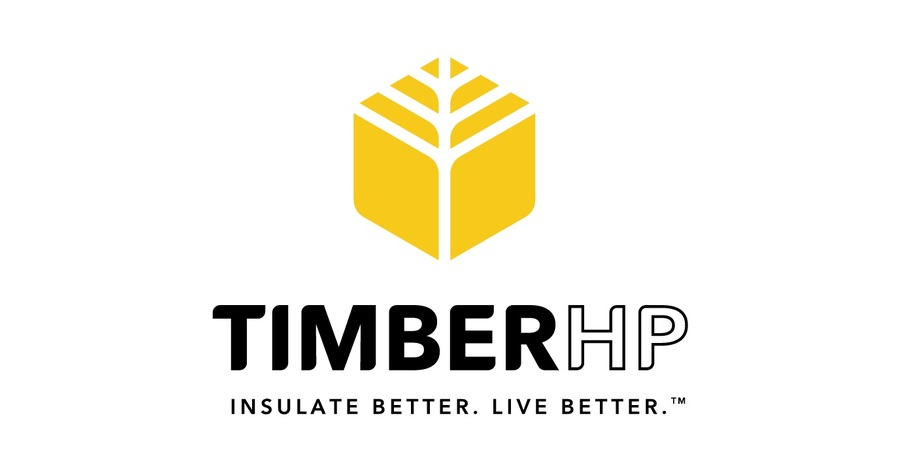 TIMBERHP
INSULATE BETTER. LIVE BETTER.™